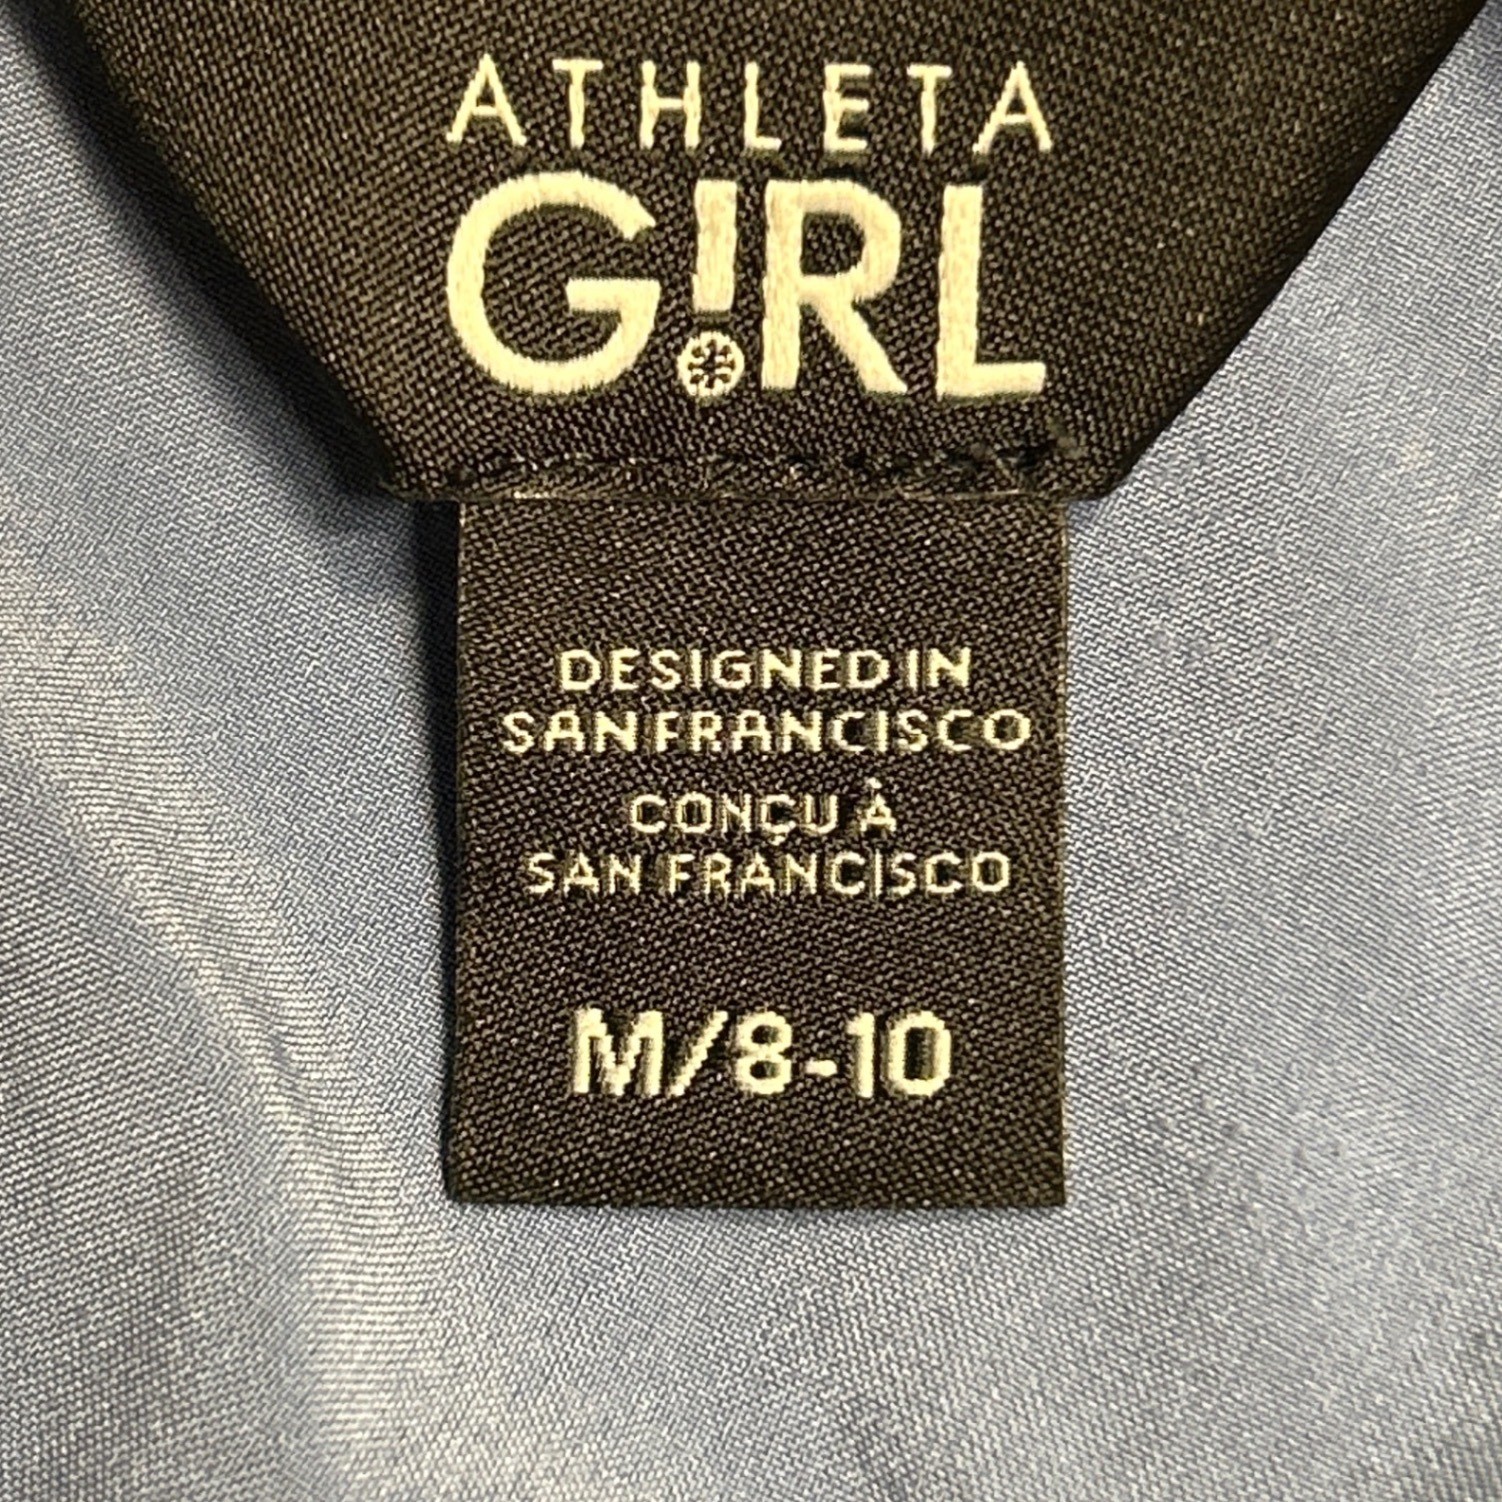 ATHLETA
G!RL
DESIGNED IN
SAN FRANCISCO
CONÇU À
SAN FRANCISCO
M/8-10